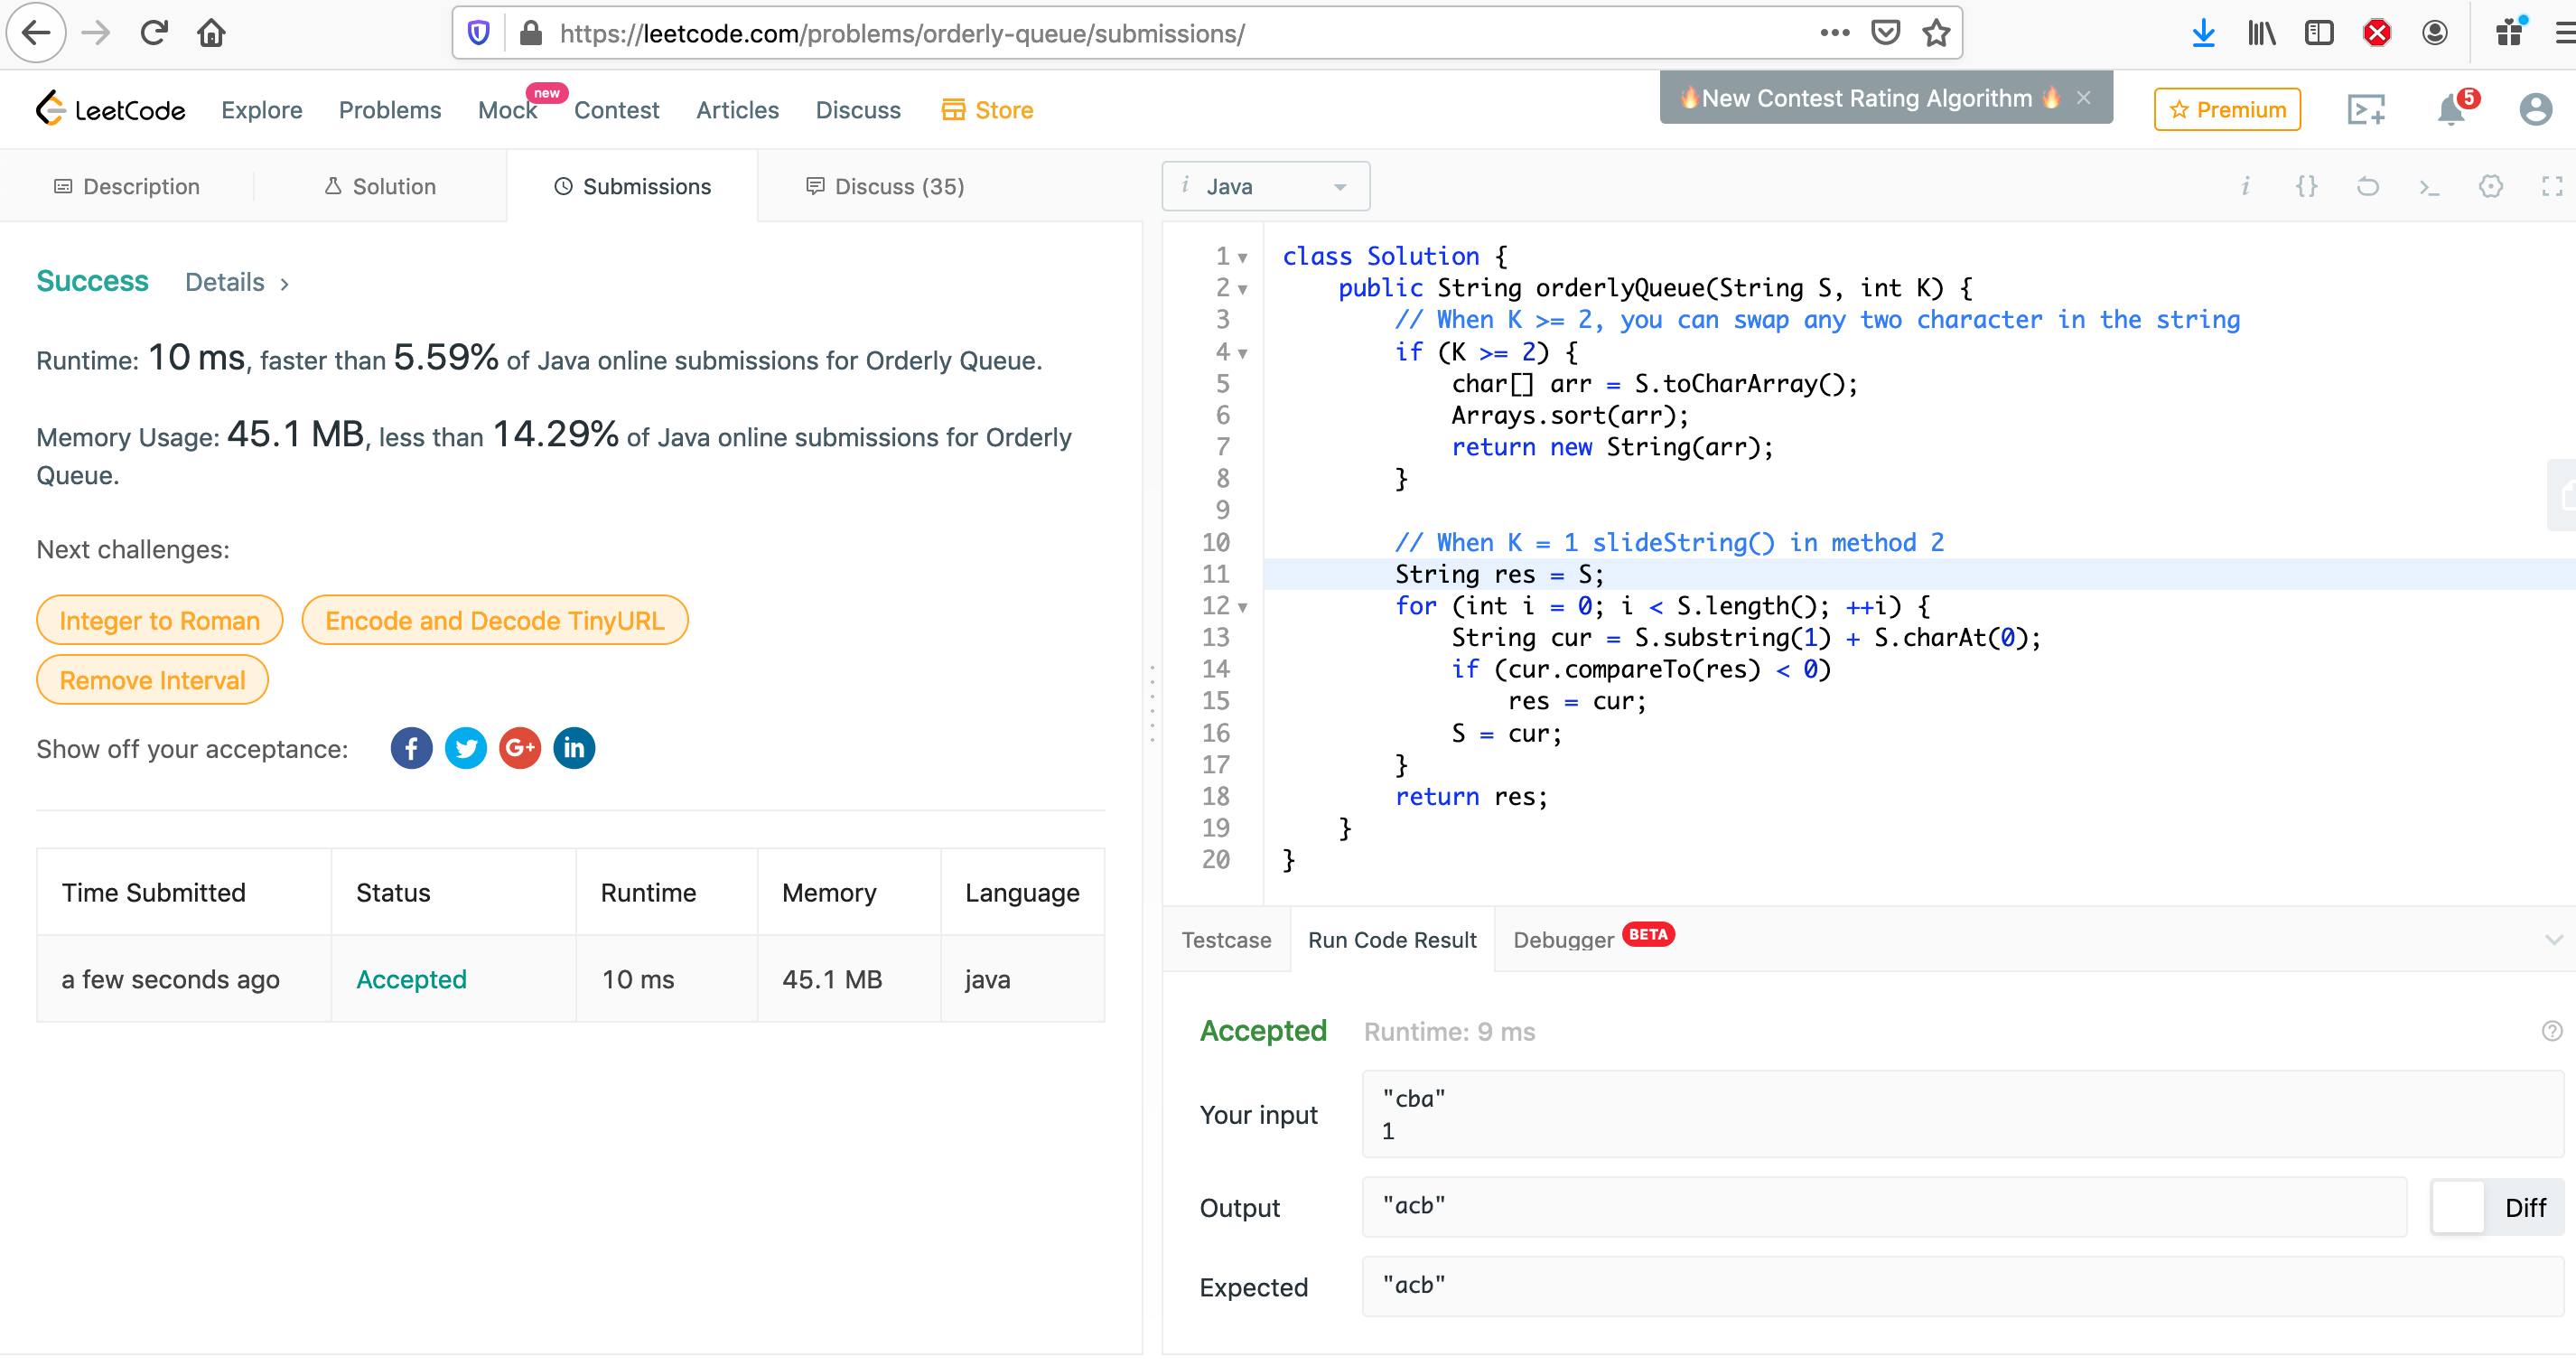 https://leetcode.com/problems/orderly-queue/submissions/
LeetCode
Explore
Problems
Mock
new
Contest
Articles
Discuss
Store
🔥New Contest Rating Algorithm 🔥 ×
Premium
5
Description
Solution
Submissions
Discuss (35)
i Java
i {}
Success Details >
Runtime: 10 ms, faster than 5.59% of Java online submissions for Orderly Queue.
Memory Usage: 45.1 MB, less than 14.29% of Java online submissions for Orderly
Queue.
Next challenges:
Integer to Roman
Encode and Decode TinyURL
Remove Interval
Show off your acceptance:
f
G+
in
Time Submitted Status Runtime Memory Language
a few seconds ago Accepted 10 ms 45.1 MB java
1 class Solution {
2     public String orderlyQueue(String S, int K) {
3         // When K >= 2, you can swap any two character in the string
4         if (K >= 2) {
5             char[] arr = S.toCharArray();
6             Arrays.sort(arr);
7             return new String(arr);
8         }
9
10         // When K = 1 slideString() in method 2
11         String res = S;
12         for (int i = 0; i < S.length(); ++i) {
13             String cur = S.substring(1) + S.charAt(0);
14             if (cur.compareTo(res) < 0)
15                 res = cur;
16             S = cur;
17         }
18         return res;
19     }
20 }
Testcase
Run Code Result
Debugger BETA
Accepted Runtime: 9 ms
?
Your input
"cba"
1
Output
"acb"
Diff
Expected
"acb"